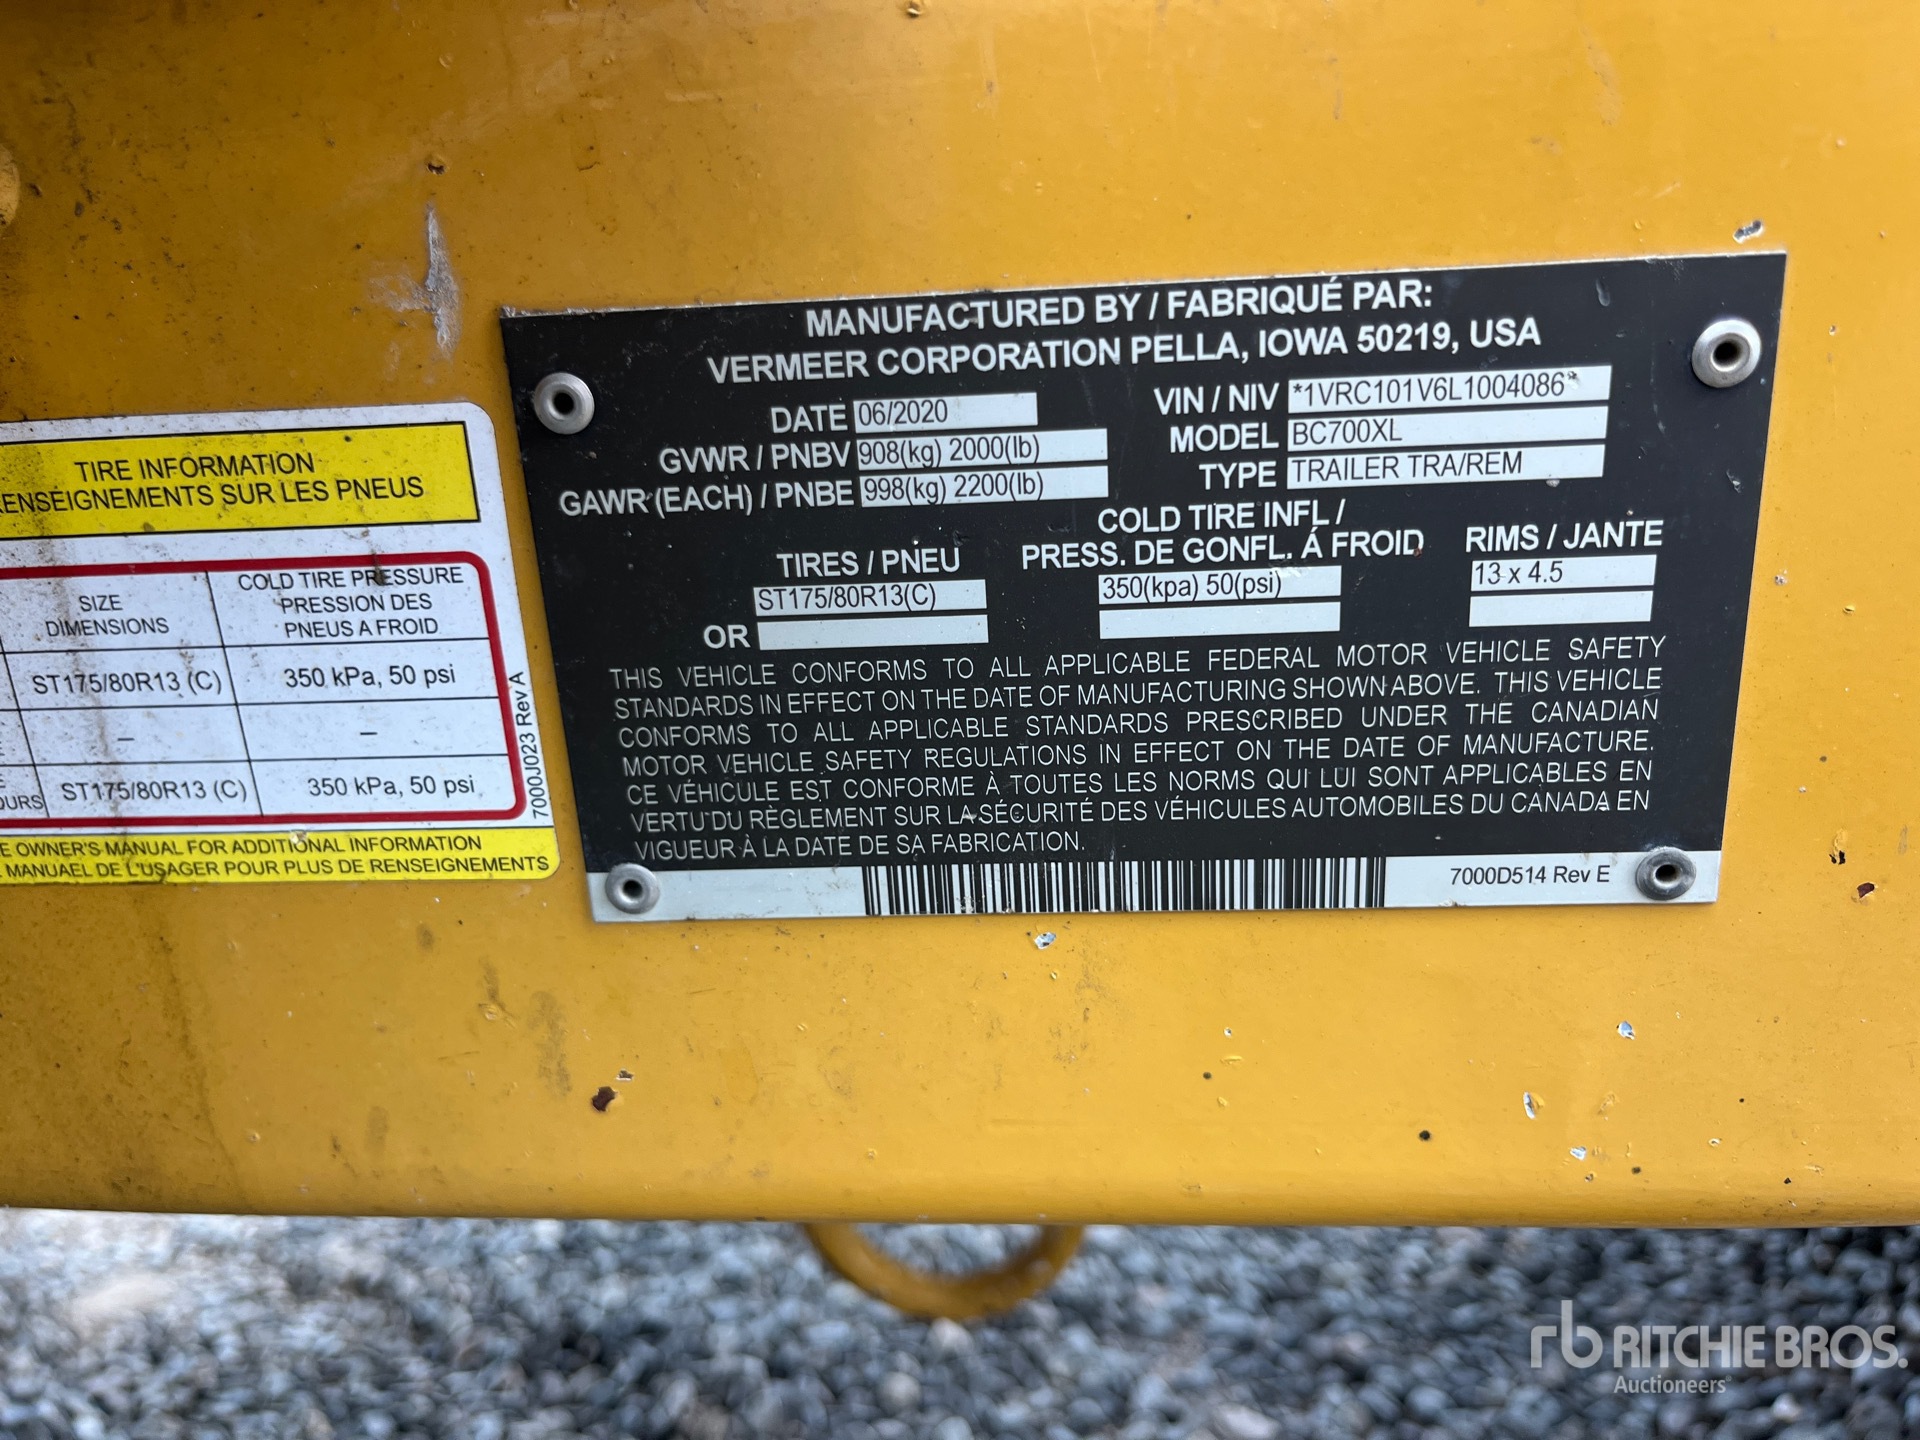 MANUFACTURED BY / FABRIQUÉ PAR:
VERMEER CORPORATION PELLA, IOWA 50219, USA
DATE 06/2020
VIN / NIV *1VRC101V6L1004086*
GVWR / PNBV 908(kg) 2000(lb)
MODEL BC700XL
GAWR (EACH) / PNBE 998(kg) 2200(lb)
TYPE TRAILER TRA/REM
TIRES / PNEU
COLD TIRE INFL /
PRESS. DE GONFL. Á FROID
RIMS / JANTE
ST175/80R13(C) 350(kpa) 50(psi) 13 x 4.5
OR
THIS VEHICLE CONFORMS TO ALL APPLICABLE FEDERAL MOTOR VEHICLE SAFETY
STANDARDS IN EFFECT ON THE DATE OF MANUFACTURING SHOWN ABOVE. THIS VEHICLE
CONFORMS TO ALL APPLICABLE STANDARDS PRESCRIBED UNDER THE CANADIAN
MOTOR VEHICLE SAFETY REGULATIONS IN EFFECT ON THE DATE OF MANUFACTURE.
CE VÉHICULE EST CONFORME À TOUTES LES NORMS QUI LUI SONT APPLICABLES EN
VERTU DU RÈGLEMENT SUR LA SÉCURITÉ DES VÉHICULES AUTOMOBILES DU CANADA EN
VIGUEUR À LA DATE DE SA FABRICATION.
7000D514 Rev E
TIRE INFORMATION
ENSEIGNEMENTS SUR LES PNEUS
SIZE
DIMENSIONS
COLD TIRE PRESSURE
PRESSION DES
PNEUS A FROID
ST175/80R13 (C) 350 kPa, 50 psi
– –
OURS ST175/80R13 (C) 350 kPa, 50 psi
7000J023 Rev A
E OWNER'S MANUAL FOR ADDITIONAL INFORMATION
MANUAEL DE L'USAGER POUR PLUS DE RENSEIGNEMENTS
rb RITCHIE BROS.
Auctioneers